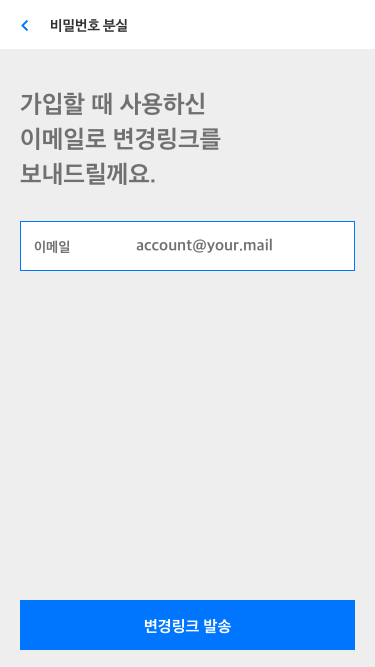 비밀번호 분실
가입할 때 사용하신
이메일로 변경링크를
보내드릴께요.
이메일 account@your.mail
변경링크 발송